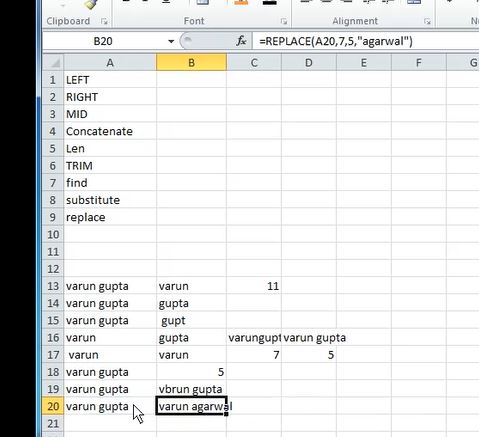 Font Alignment
B20 fx =REPLACE(A20,7,5,"agarwal")
A B C D E F G
1 LEFT
2 RIGHT
3 MID
4 Concatenate
5 Len
6 TRIM
7 find
8 substitute
9 replace
10
11
12
13 varun gupta varun 11
14 varun gupta gupta
15 varun gupta gupt
16 varun gupta varungupt varun gupta
17 varun varun 7 5
18 varun gupta 5
19 varun gupta vbrun gupta
20 varun gupta varun agarwal
21